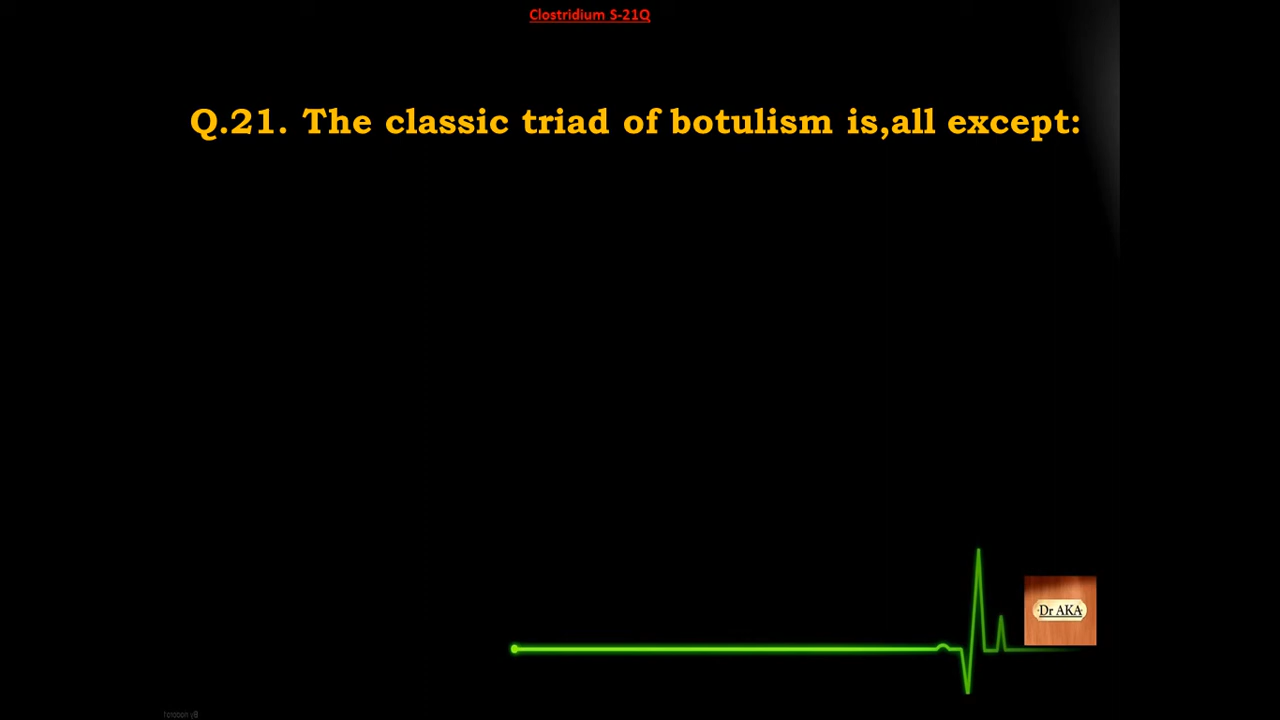 Clostridium S-21Q
Q.21. The classic triad of botulism is,all except:
Dr AKA